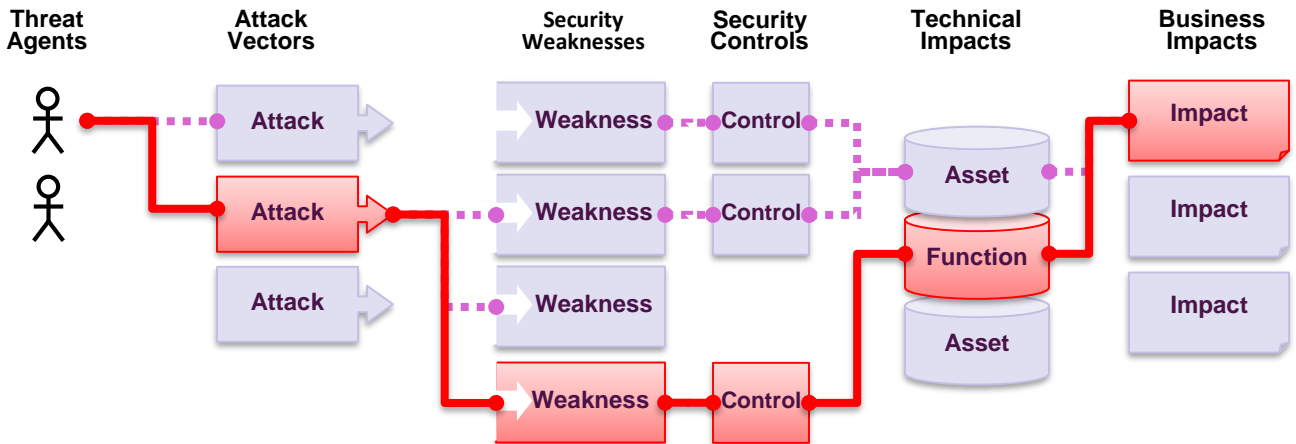 Threat
Agents
Attack
Vectors
Security
Weaknesses
Security
Controls
Technical
Impacts
Business
Impacts
Attack
Weakness
Control
Impact
Asset
Attack
Weakness
Control
Impact
Function
Attack
Weakness
Impact
Asset
Weakness
Control